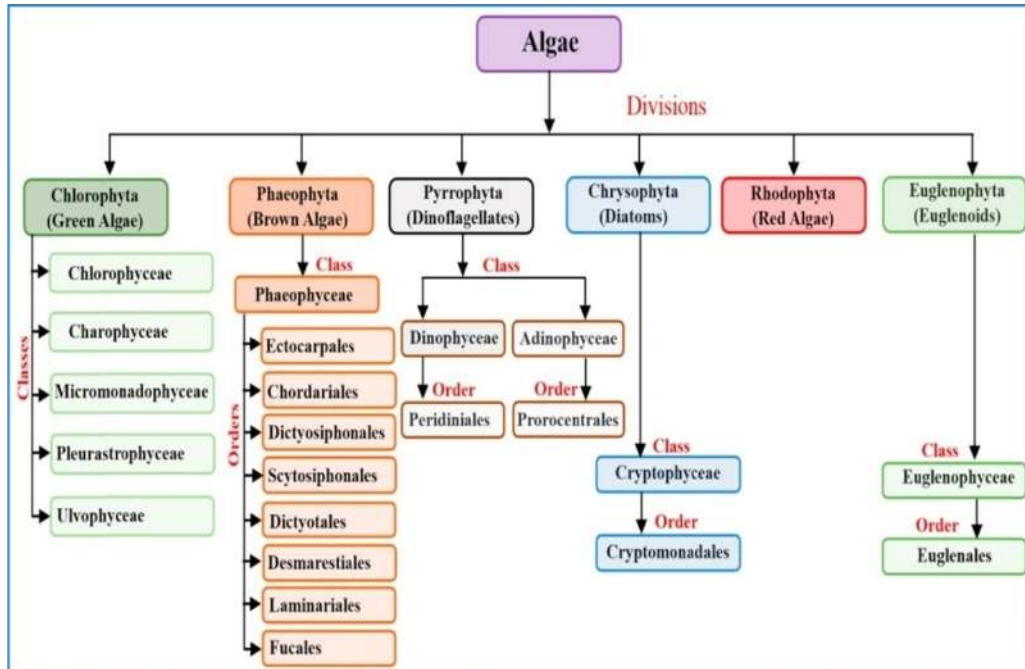 Algae
Divisions
Chlorophyta
(Green Algae)
Phaeophyta
(Brown Algae)
Pyrrophyta
(Dinoflagellates)
Chrysophyta
(Diatoms)
Rhodophyta
(Red Algae)
Euglenophyta
(Euglenoids)
Classes
Chlorophyceae
Charophyceae
Micromonadophyceae
Pleurastrophyceae
Ulvophyceae
Class
Phaeophyceae
Orders
Ectocarpales
Chordariales
Dictyosiphonales
Scytosiphonales
Dictyotales
Desmarestiales
Laminariales
Fucales
Class
Dinophyceae
Adinophyceae
Order
Order
Peridiniales
Prorocentrales
Class
Cryptophyceae
Order
Cryptomonadales
Class
Euglenophyceae
Order
Euglenales